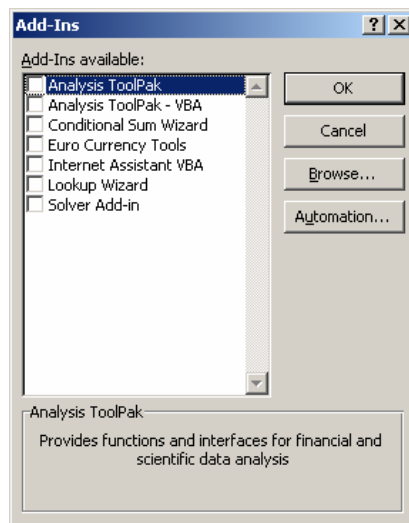 Add-Ins
? X
Add-Ins available:
Analysis ToolPak
Analysis ToolPak - VBA
Conditional Sum Wizard
Euro Currency Tools
Internet Assistant VBA
Lookup Wizard
Solver Add-in
OK
Cancel
Browse...
Automation...
Analysis ToolPak
Provides functions and interfaces for financial and
scientific data analysis